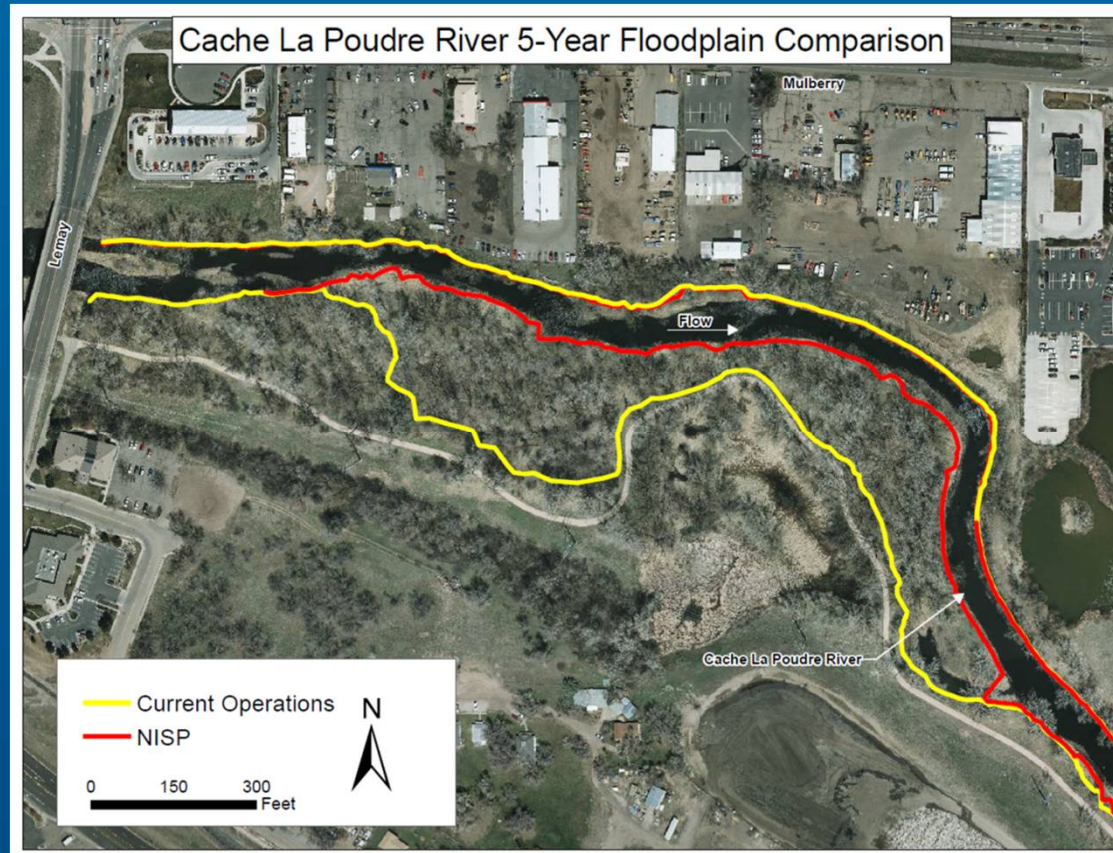 Cache La Poudre River 5-Year Floodplain Comparison
Mulberry
Lemay
Flow
Cache La Poudre River
Current Operations
NISP
N
0 150 300
Feet